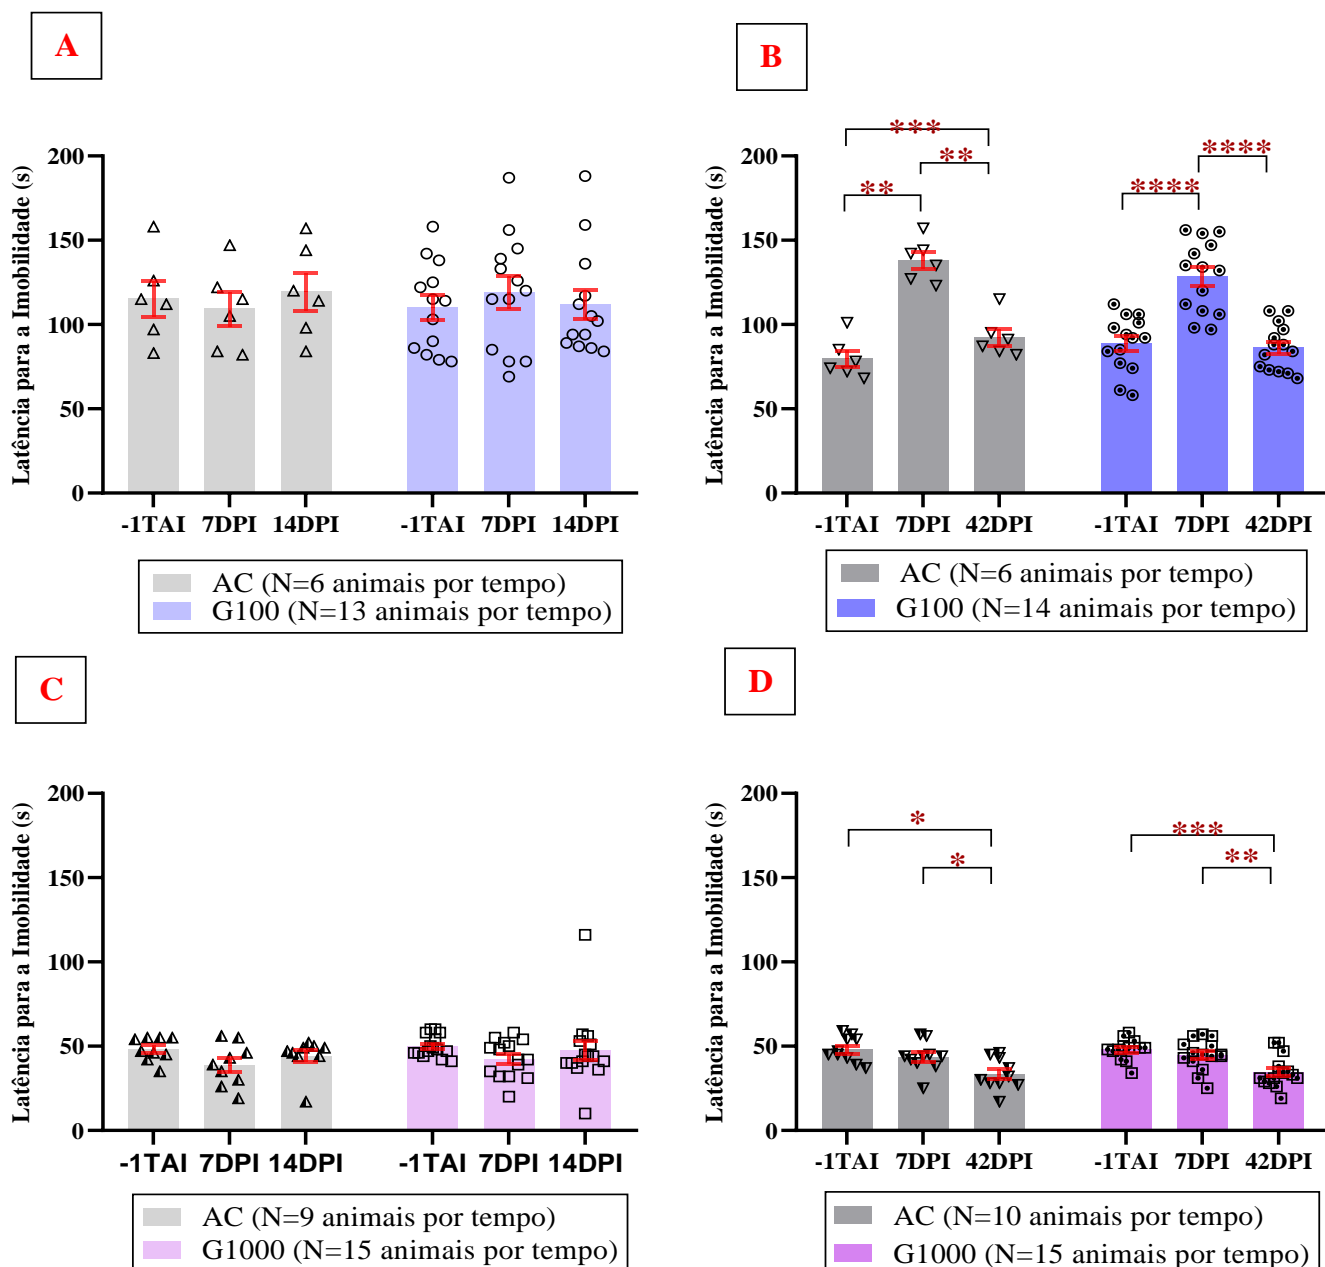 A
Latência para a Imobilidade (s)
200
150
100
50
0
-1TAI 7DPI 14DPI -1TAI 7DPI 14DPI
AC (N=6 animais por tempo)
G100 (N=13 animais por tempo)
B
Latência para a Imobilidade (s)
200
150
100
50
0
*** ** ** **** ****
-1TAI 7DPI 42DPI -1TAI 7DPI 42DPI
AC (N=6 animais por tempo)
G100 (N=14 animais por tempo)
C
Latência para a Imobilidade (s)
200
150
100
50
0
-1TAI 7DPI 14DPI -1TAI 7DPI 14DPI
AC (N=9 animais por tempo)
G1000 (N=15 animais por tempo)
D
Latência para a Imobilidade (s)
200
150
100
50
0
* * *** **
-1TAI 7DPI 42DPI -1TAI 7DPI 42DPI
AC (N=10 animais por tempo)
G1000 (N=15 animais por tempo)